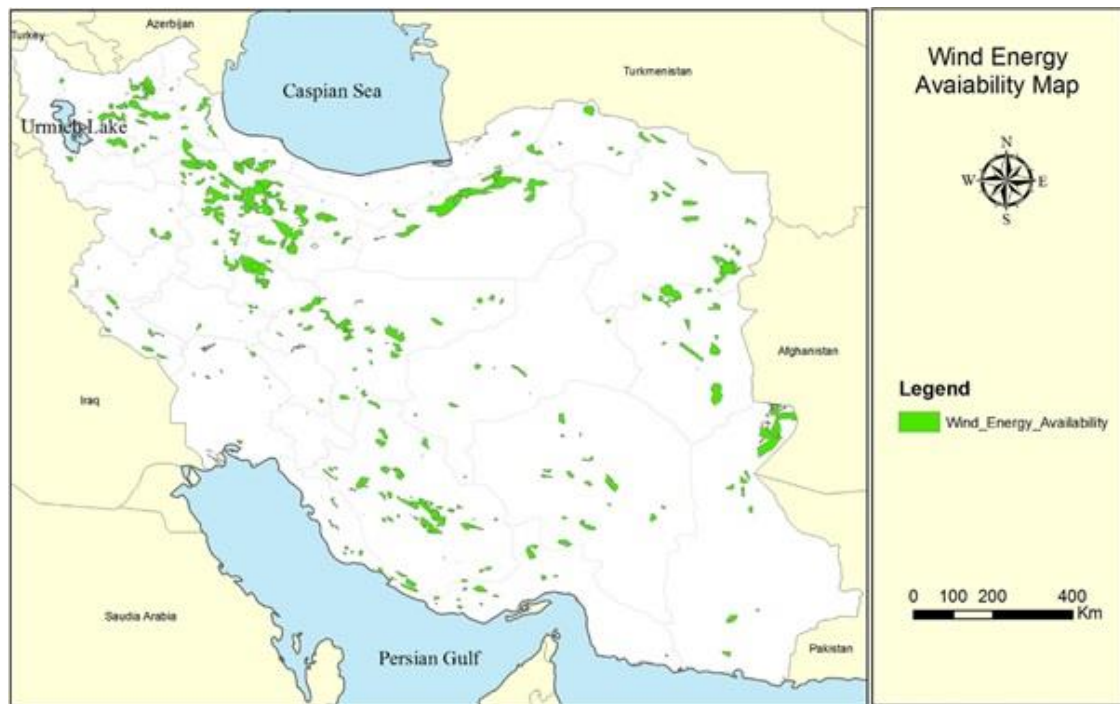 Azerbijan
Turkey
Caspian Sea
Turkmenistan
Urmieh Lake
Afghanistan
Iraq
Saudia Arabia
Persian Gulf
Pakistan
Wind Energy
Avaiability Map
N
W E
S
Legend
Wind_Energy_Availability
0 100 200 400
Km